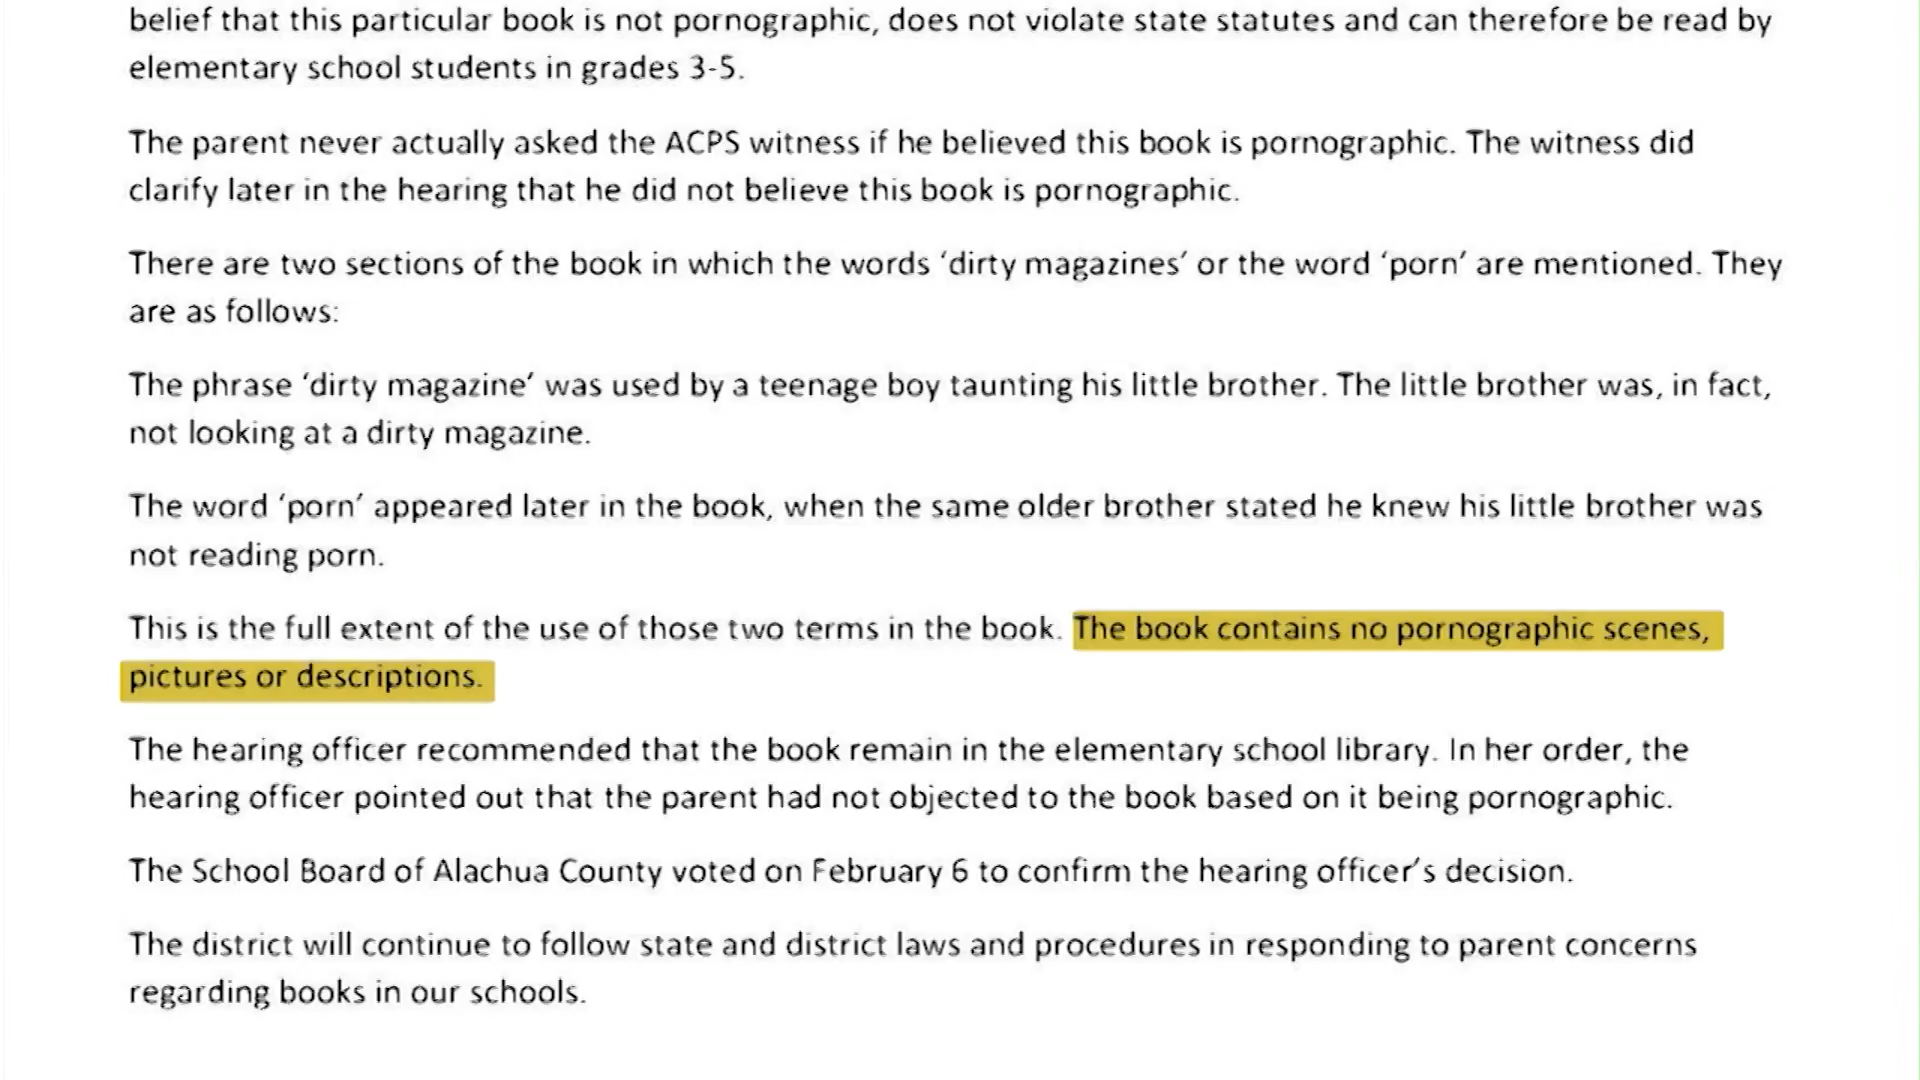 belief that this particular book is not pornographic, does not violate state statutes and can therefore be read by
elementary school students in grades 3-5.
The parent never actually asked the ACPS witness if he believed this book is pornographic. The witness did
clarify later in the hearing that he did not believe this book is pornographic.
There are two sections of the book in which the words ‘dirty magazines’ or the word ‘porn’ are mentioned. They
are as follows:
The phrase ‘dirty magazine’ was used by a teenage boy taunting his little brother. The little brother was, in fact,
not looking at a dirty magazine.
The word ‘porn’ appeared later in the book, when the same older brother stated he knew his little brother was
not reading porn.
This is the full extent of the use of those two terms in the book. The book contains no pornographic scenes,
pictures or descriptions.
The hearing officer recommended that the book remain in the elementary school library. In her order, the
hearing officer pointed out that the parent had not objected to the book based on it being pornographic.
The School Board of Alachua County voted on February 6 to confirm the hearing officer’s decision.
The district will continue to follow state and district laws and procedures in responding to parent concerns
regarding books in our schools.